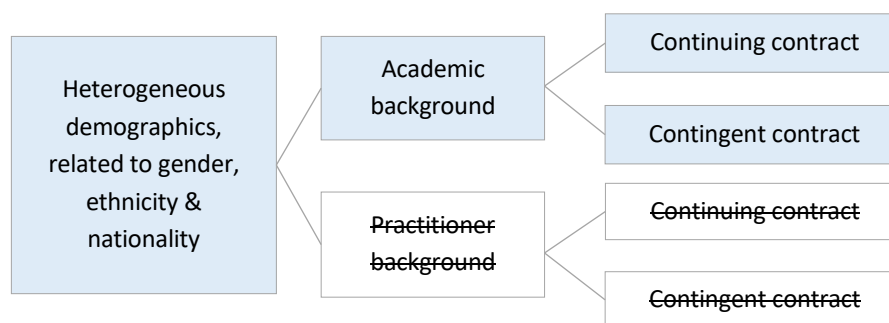 Heterogeneous
demographics,
related to gender,
ethnicity &
nationality
Academic
background
Continuing contract
Contingent contract
Practitioner
background
Continuing contract
Contingent contract